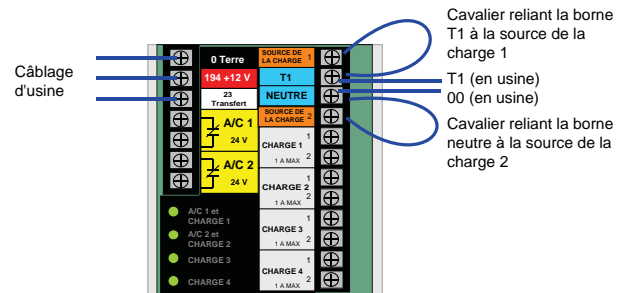 Câblage
d'usine
0 Terre
194 +12 V
23
Transfert
A/C 1
24 V
A/C 2
24 V
A/C 1 et
CHARGE 1
A/C 2 et
CHARGE 2
CHARGE 3
CHARGE 4
SOURCE DE
LA CHARGE 1
T1
NEUTRE
SOURCE DE
LA CHARGE 2
1
CHARGE 1
1 A MAX 2
1
CHARGE 2
1 A MAX 2
1
CHARGE 3
1 A MAX 2
1
CHARGE 4
1 A MAX 2
Cavalier reliant la borne
T1 à la source de la
charge 1
T1 (en usine)
00 (en usine)
Cavalier reliant la borne
neutre à la source de la
charge 2